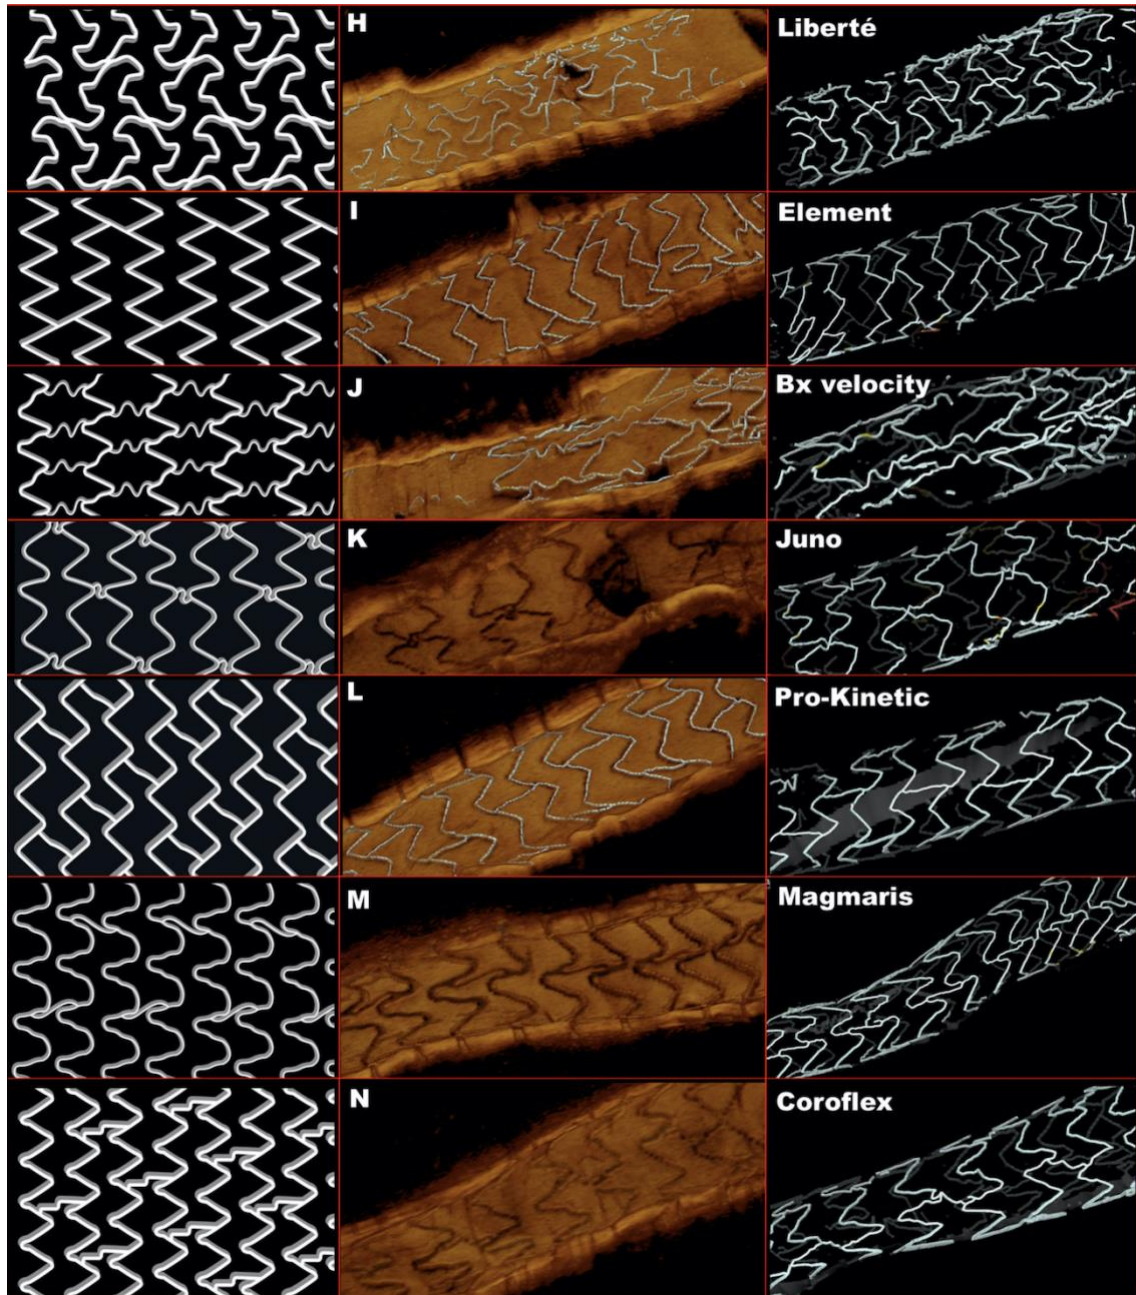 H Liberté
I Element
J Bx velocity
K Juno
L Pro-Kinetic
M Magmaris
N Coroflex